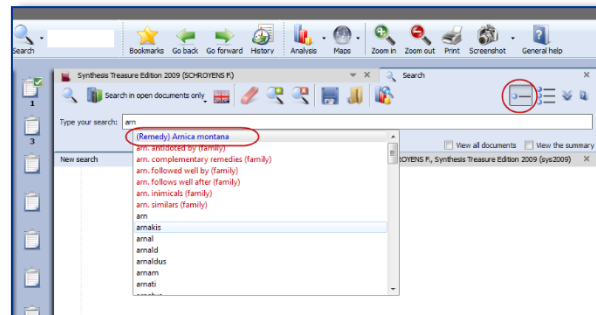 Search Bookmarks Go back Go forward History Analysis Maps Zoom in Zoom out Print Screenshot General help
Synthesis Treasure Edition 2009 (SCHROYENS F.) Search
Search in open documents only
1
Type your search: arn
(Remedy) Arnica montana
3
arn. antidoted by (family)
View all documents View the summary
arn. complementary remedies (family)
New search
OYENS F., Synthesis Treasure Edition 2009 (sys2009)
arn. followed well by (family)
arn. follows well after (family)
arn. inimicals (family)
arn. similars (family)
arn
arnakis
arnal
arnald
arnaldus
arnam
arnati